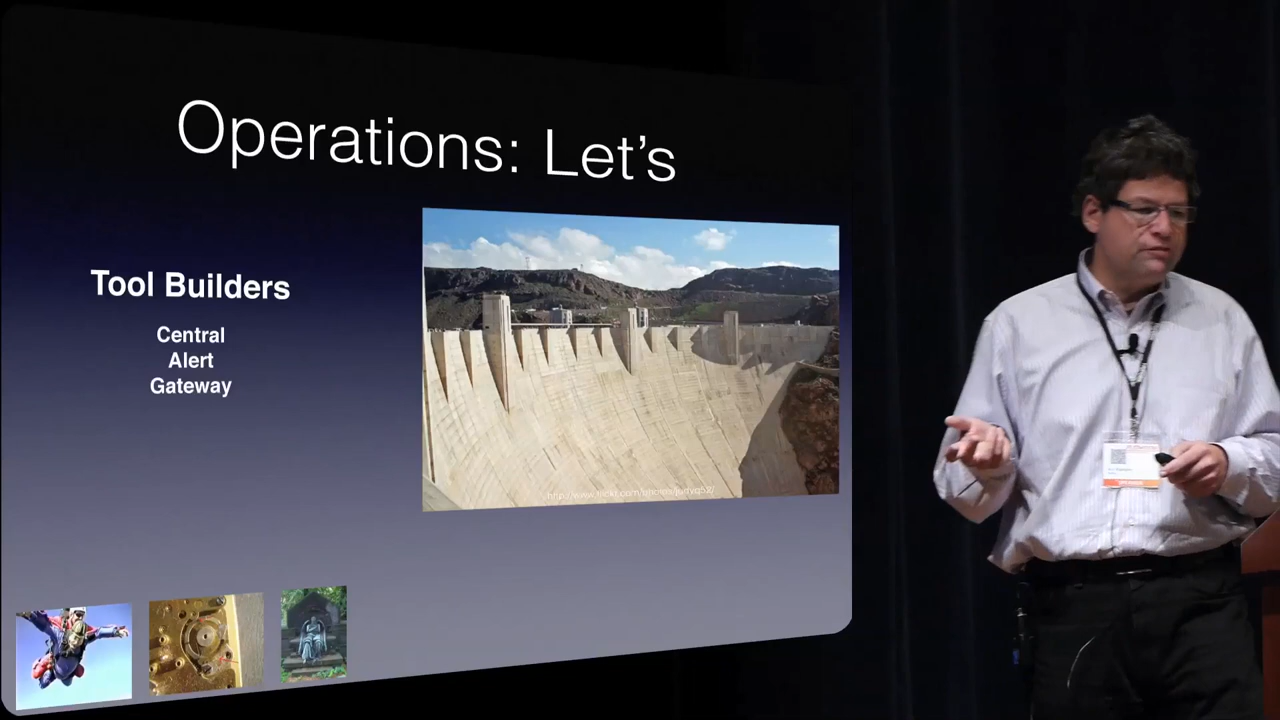 Operations: Let's
Tool Builders
Central
Alert
Gateway